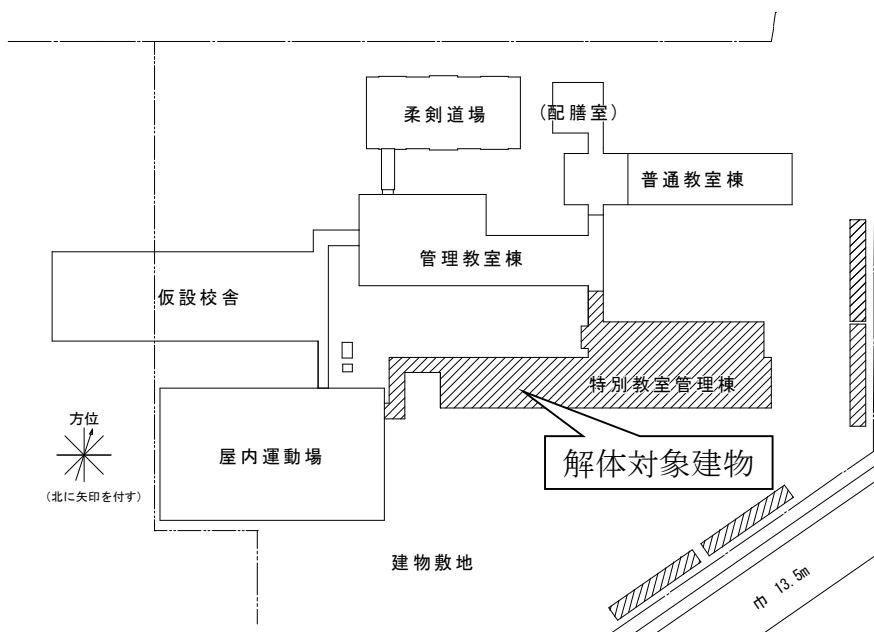 柔剣道場
(配膳室)
普通教室棟
管理教室棟
仮設校舎
特別教室管理棟
方位
(北に矢印を付す)
屋内運動場
解体対象建物
建物敷地
巾 13.5m